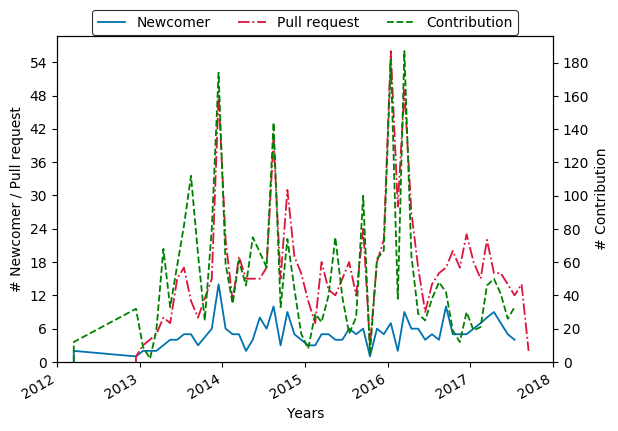 Newcomer Pull request Contribution
54 180
48 160
42 140
36 120
30 100
24 80
18 60
12 40
6 20
0 0
# Newcomer / Pull request
# Contribution
2012 2013 2014 2015 2016 2017 2018
Years